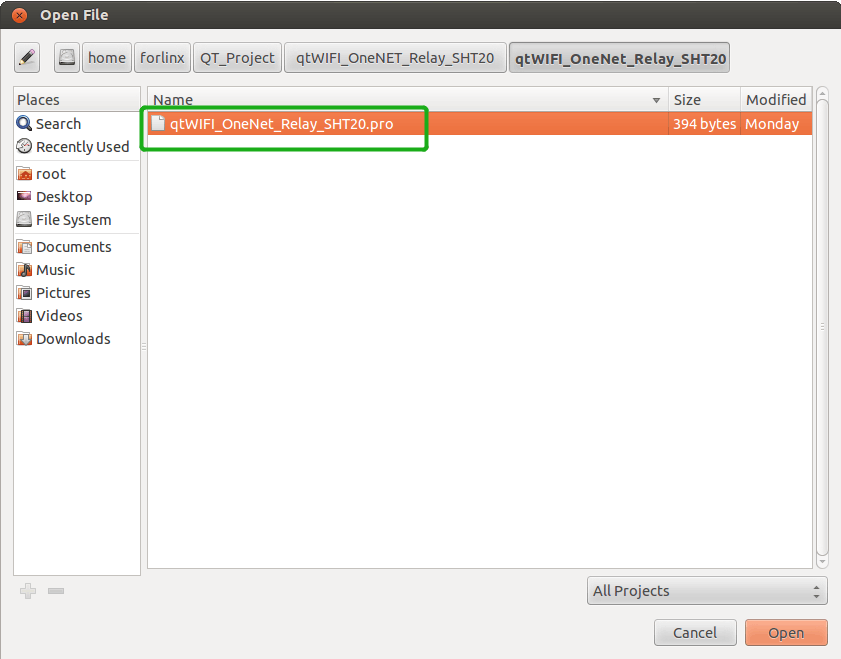 Open File
home forlinx QT_Project qtWIFI_OneNET_Relay_SHT20 qtWIFI_OneNet_Relay_SHT20
Places
Search
Recently Used
root
Desktop
File System
Documents
Music
Pictures
Videos
Downloads
Name Size Modified
qtWIFI_OneNet_Relay_SHT20.pro 394 bytes Monday
All Projects
Cancel Open